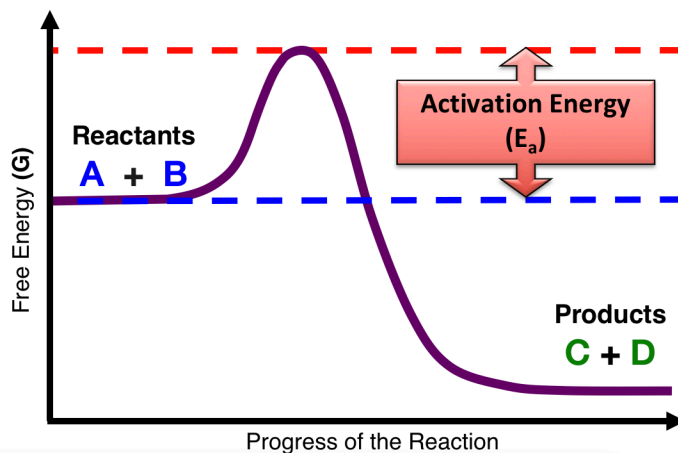 Activation Energy
(Ea)
Reactants
A + B
Free Energy (G)
Products
C + D
Progress of the Reaction